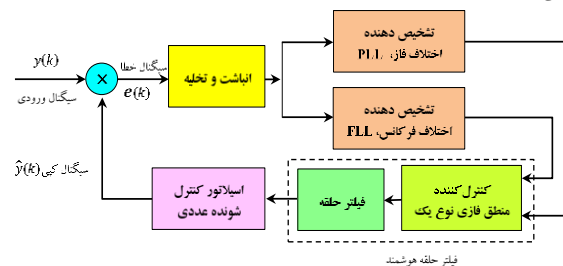 تشخیص دهنده
اختلاف فاز، PLL
y(k)
سیگنال ورودی
×
سیگنال خطا
e(k)
انباشت و تخلیه
تشخیص دهنده
اختلاف فرکانس، FLL
سیگنال کپی ŷ(k)
اسیلاتور کنترل
شونده عددی
فیلتر حلقه
کنترل‌کننده
منطق فازی نوع یک
فیلتر حلقه هوشمند